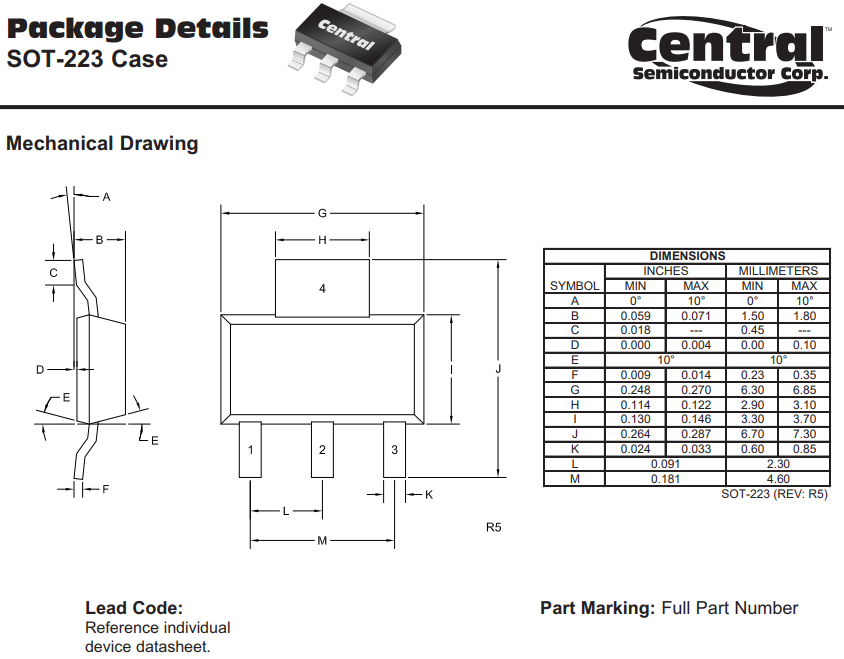 Package Details
SOT-223 Case
Central
Central™
Semiconductor Corp.
Mechanical Drawing
A
B
C
D
E
E
F
G
H
4
I
J
1 2 3
K
L
M
R5
DIMENSIONS
SYMBOL INCHES MILLIMETERS
MIN MAX MIN MAX
A 0° 10° 0° 10°
B 0.059 0.071 1.50 1.80
C 0.018 --- 0.45 ---
D 0.000 0.004 0.00 0.10
E 10° 10°
F 0.009 0.014 0.23 0.35
G 0.248 0.270 6.30 6.85
H 0.114 0.122 2.90 3.10
I 0.130 0.146 3.30 3.70
J 0.264 0.287 6.70 7.30
K 0.024 0.033 0.60 0.85
L 0.091 2.30
M 0.181 4.60
SOT-223 (REV: R5)
Lead Code:
Reference individual
device datasheet.
Part Marking: Full Part Number